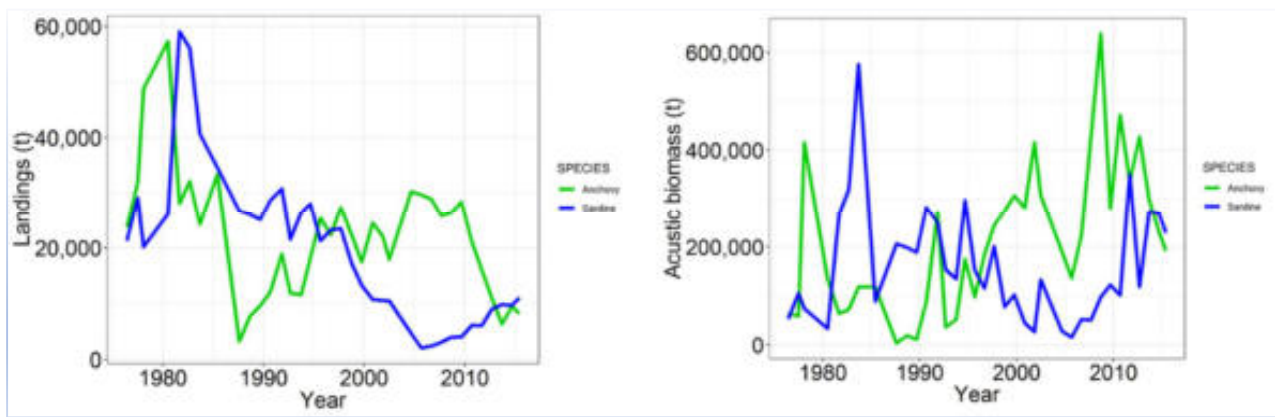 60,000
40,000
20,000
0
Landings (t)
1980 1990 2000 2010
Year
SPECIES
Anchovy
Sardine
600,000
400,000
200,000
0
Acustic biomass (t)
1980 1990 2000 2010
Year
SPECIES
Anchovy
Sardine